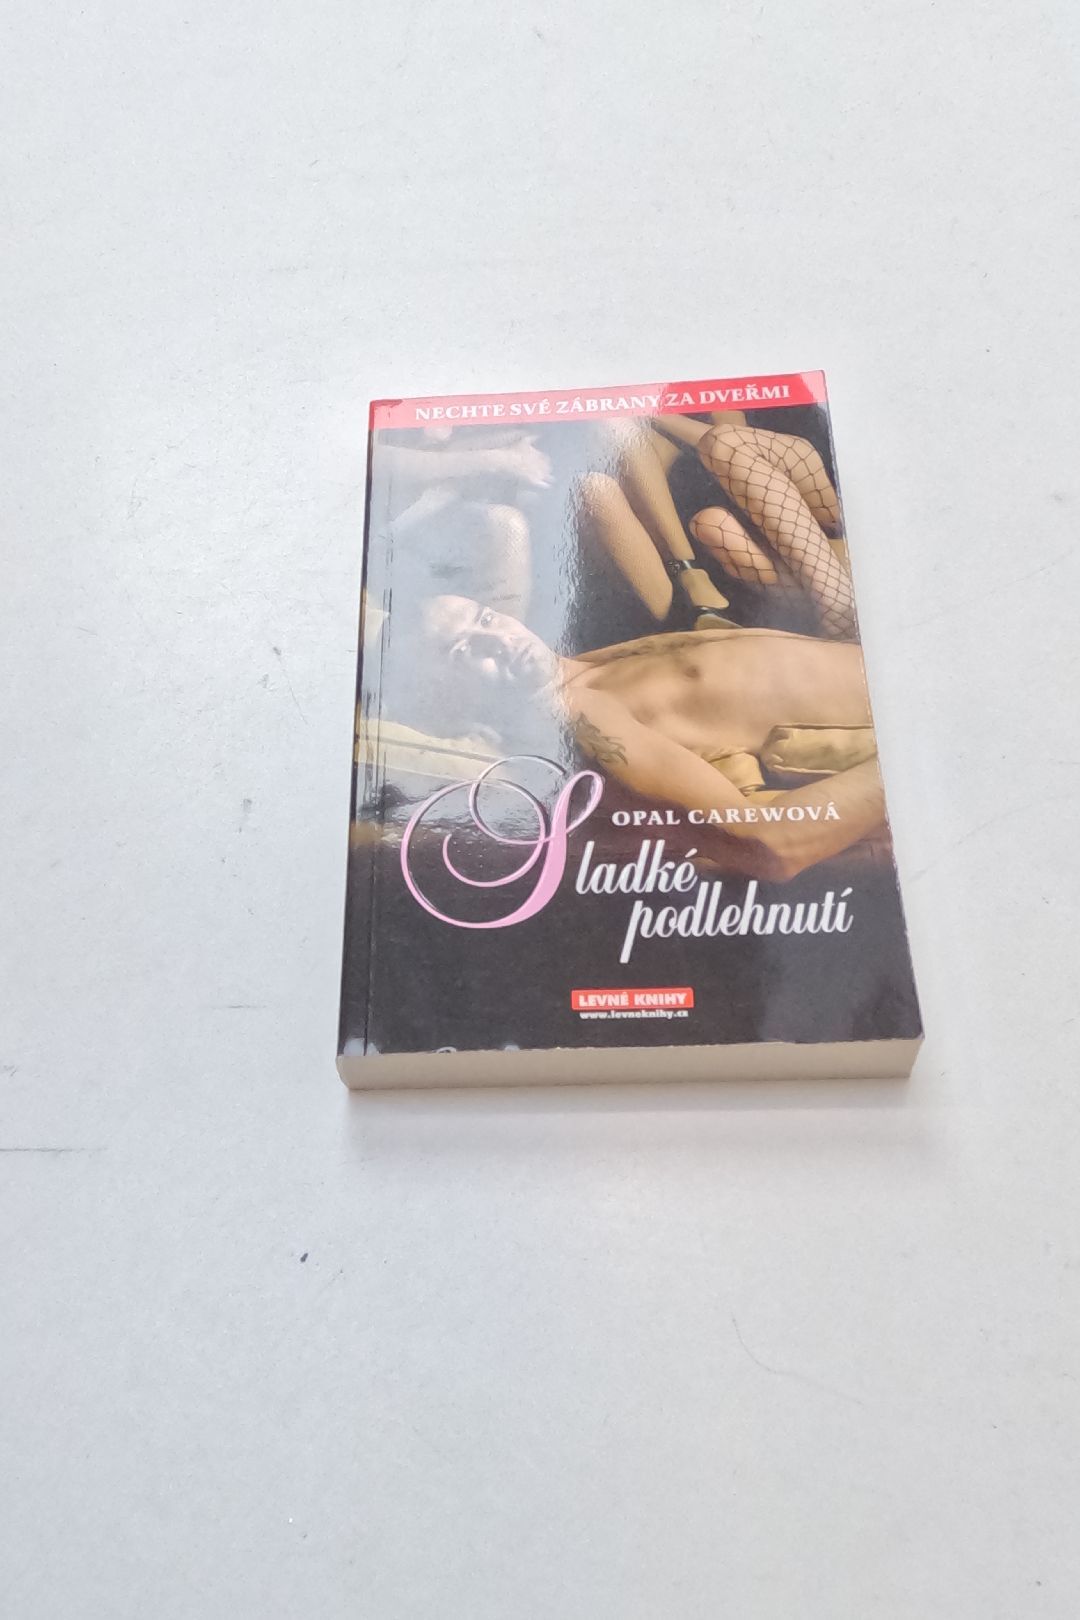 NECHTE SVÉ ZÁBRANY ZA DVEŘMI
OPAL CAREWOVÁ
Sladké
podlehnutí
LEVNÉ KNIHY
www.levneknihy.cz